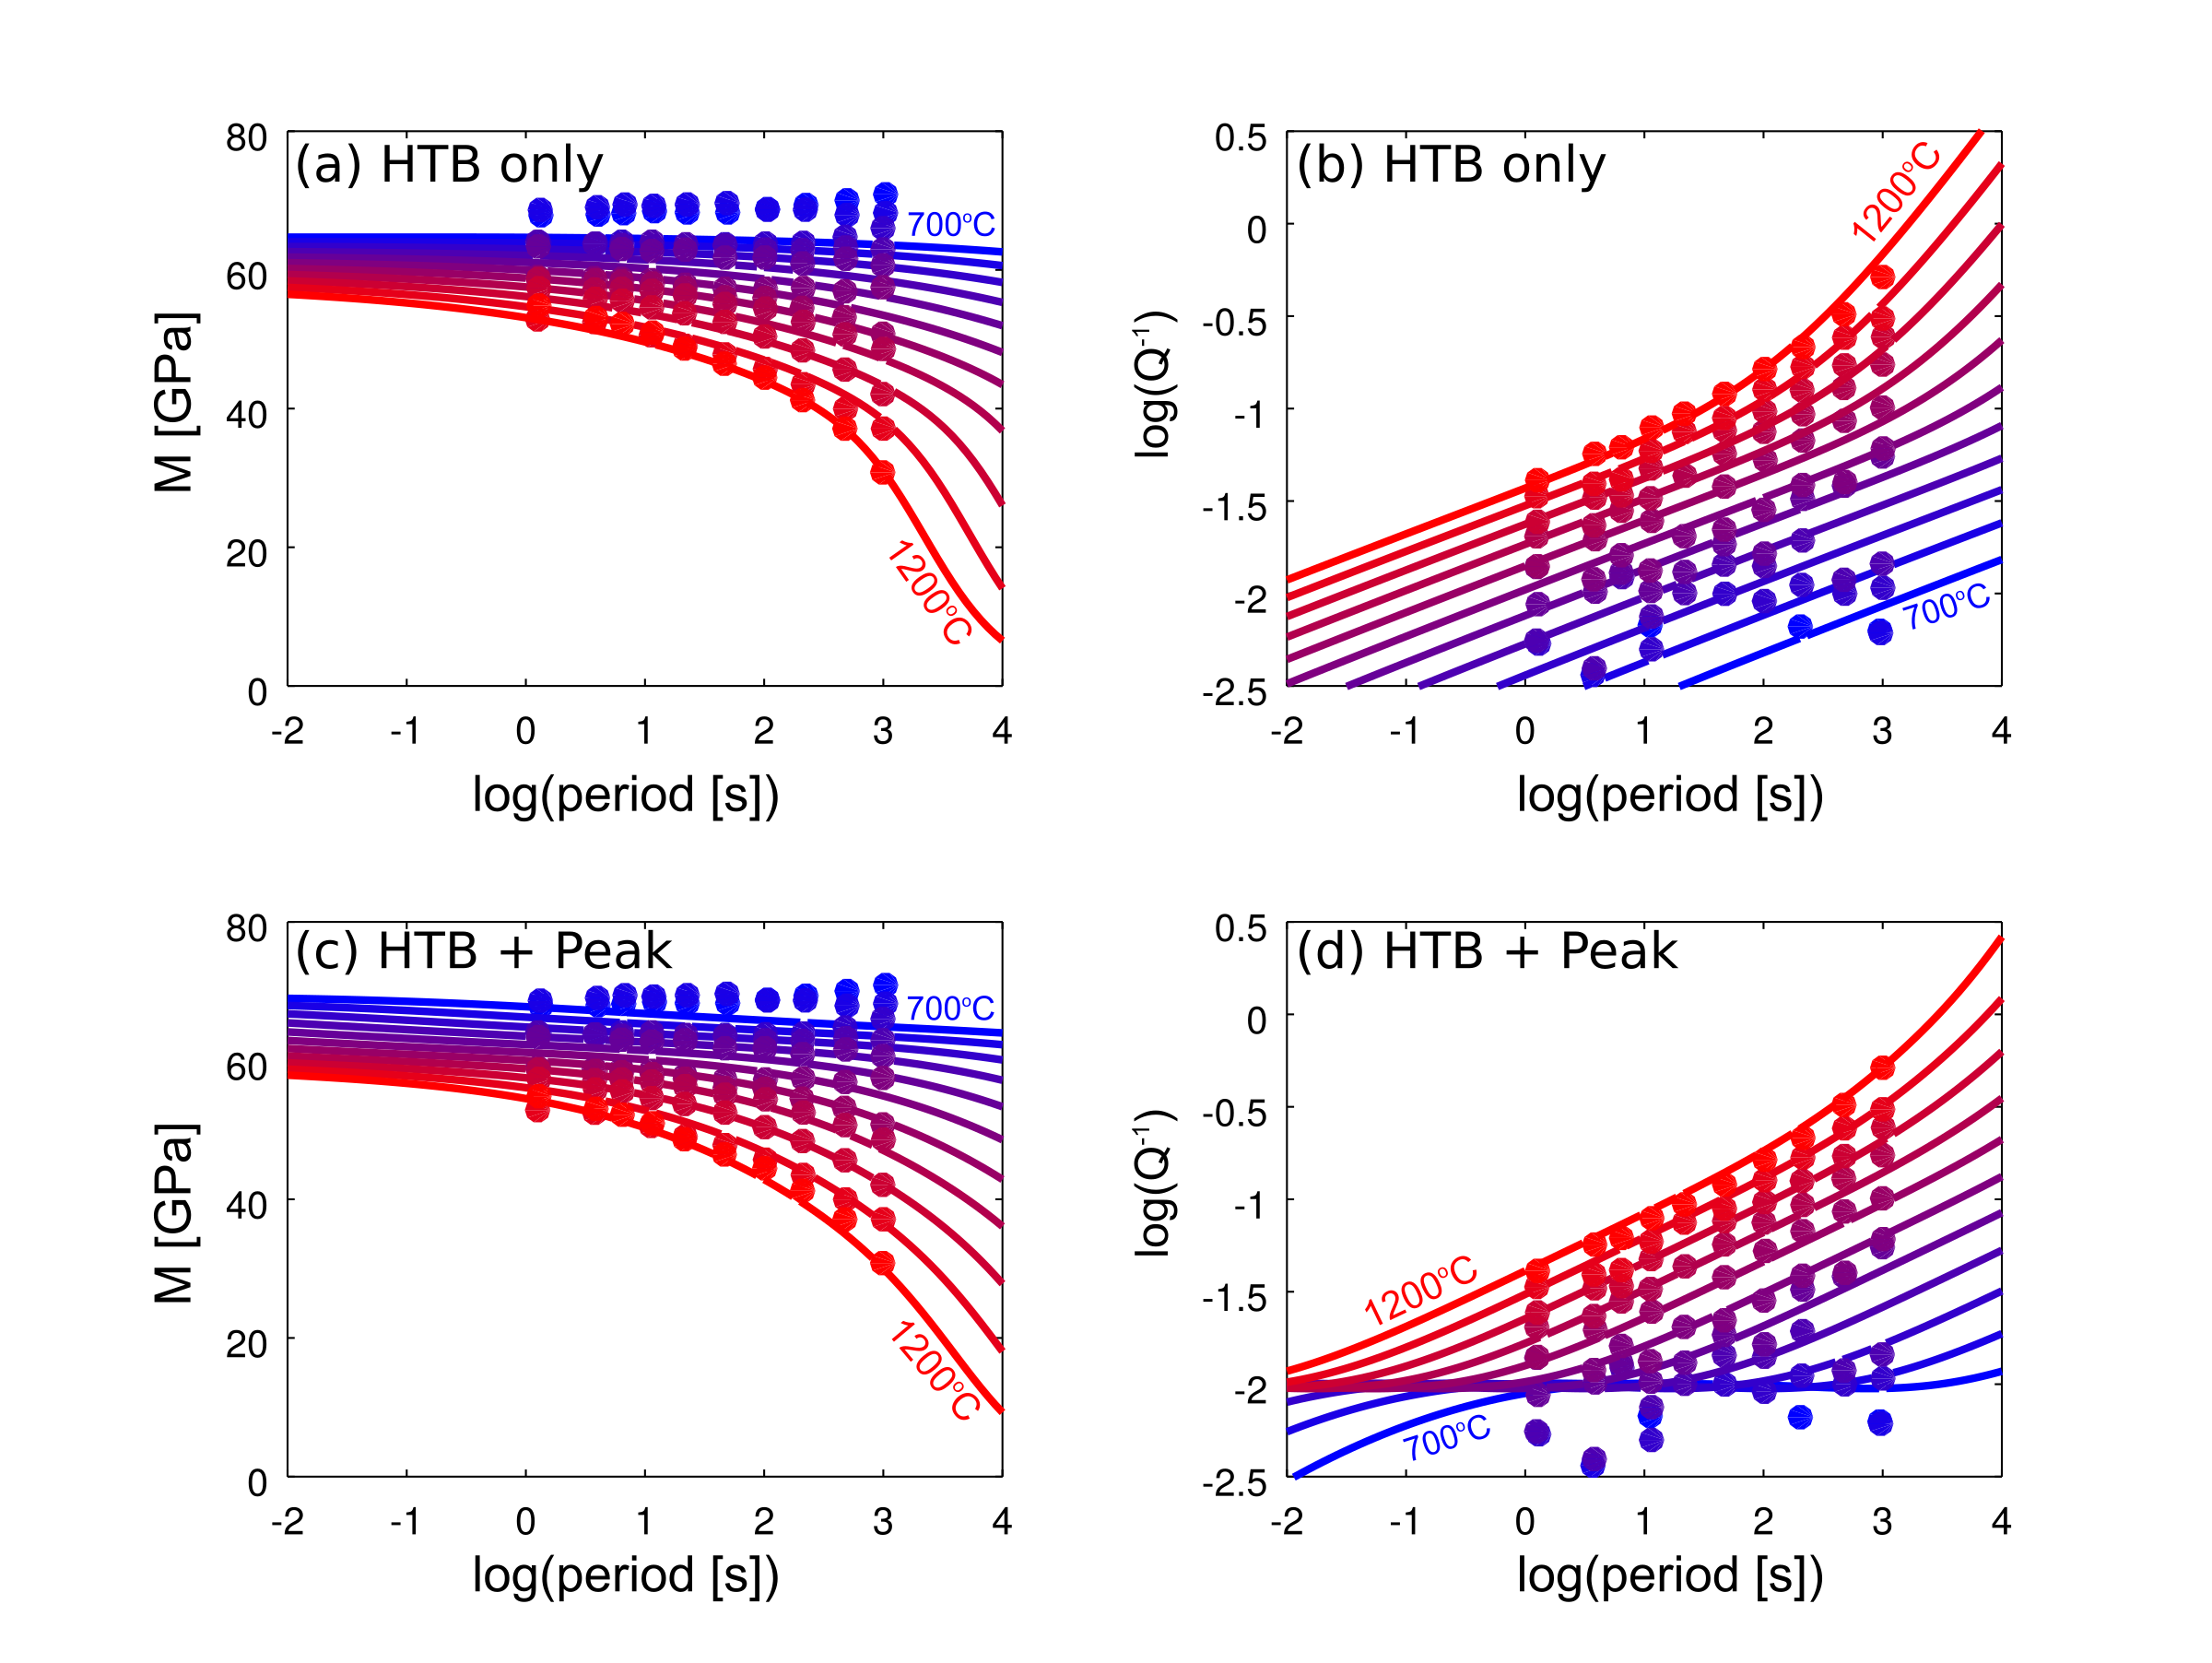 (a) HTB only
M [GPa]
80
60
40
20
0
700°C
1200°C
-2 -1 0 1 2 3 4
log(period [s])
(b) HTB only
log(Q⁻¹)
0.5
0
-0.5
-1
-1.5
-2
-2.5
1200°C
700°C
-2 -1 0 1 2 3 4
log(period [s])
(c) HTB + Peak
M [GPa]
80
60
40
20
0
700°C
1200°C
-2 -1 0 1 2 3 4
log(period [s])
(d) HTB + Peak
log(Q⁻¹)
0.5
0
-0.5
-1
-1.5
-2
-2.5
1200°C
700°C
-2 -1 0 1 2 3 4
log(period [s])